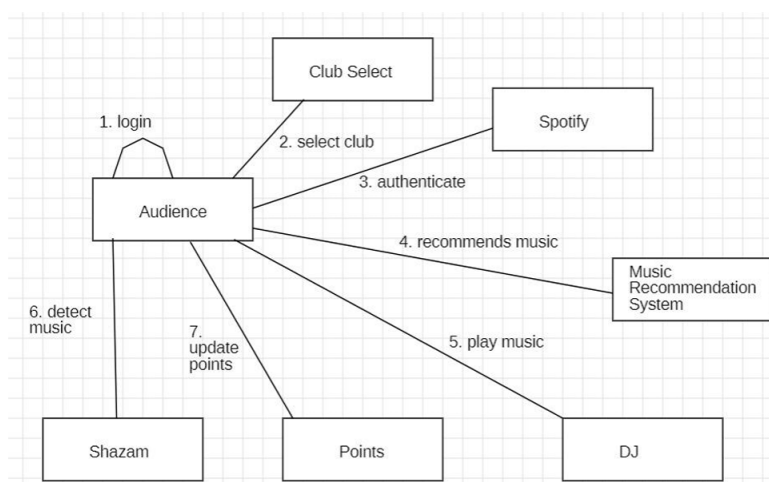 Club Select
1. login
Spotify
2. select club
3. authenticate
Audience
4. recommends music
Music
Recommendation
System
6. detect
music
7.
update
points
5. play music
Shazam
Points
DJ